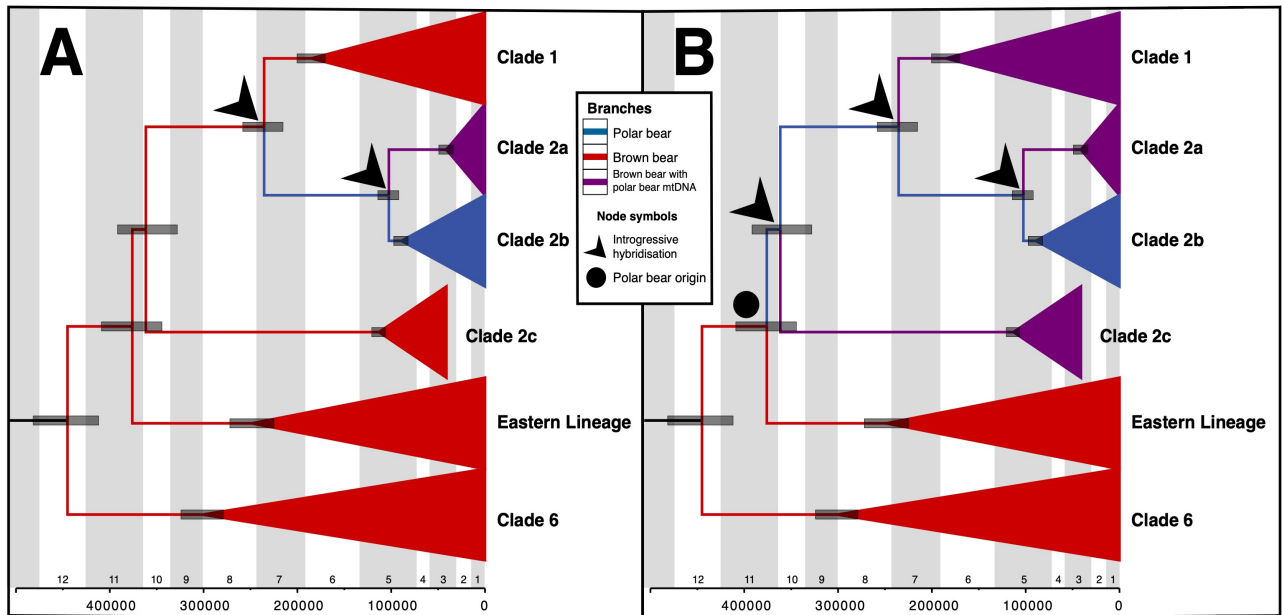 A
Clade 1
Clade 2a
Clade 2b
Clade 2c
Eastern Lineage
Clade 6
12 11 10 9 8 7 6 5 4 3 2 1
400000 300000 200000 100000 0
Branches
Polar bear
Brown bear
Brown bear with
polar bear mtDNA
Node symbols
Introgressive
hybridisation
Polar bear origin
B
Clade 1
Clade 2a
Clade 2b
Clade 2c
Eastern Lineage
Clade 6
12 11 10 9 8 7 6 5 4 3 2 1
400000 300000 200000 100000 0